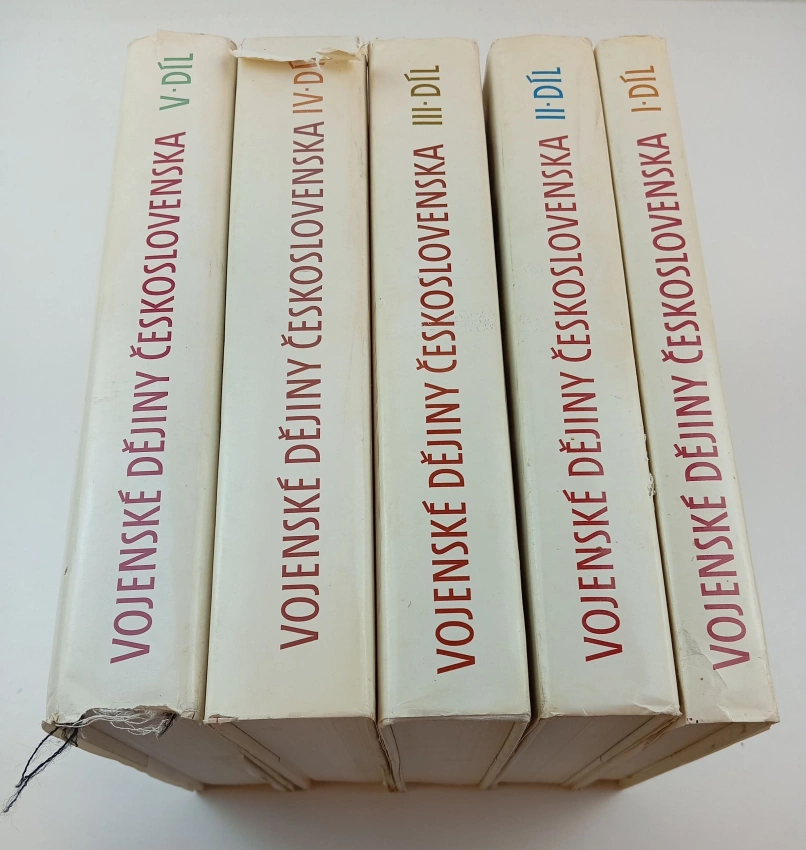 VOJENSKÉ DĚJINY ČESKOSLOVENSKA V·DÍL
VOJENSKÉ DĚJINY ČESKOSLOVENSKA IV·DÍL
VOJENSKÉ DĚJINY ČESKOSLOVENSKA III·DÍL
VOJENSKÉ DĚJINY ČESKOSLOVENSKA II·DÍL
VOJENSKÉ DĚJINY ČESKOSLOVENSKA I·DÍL